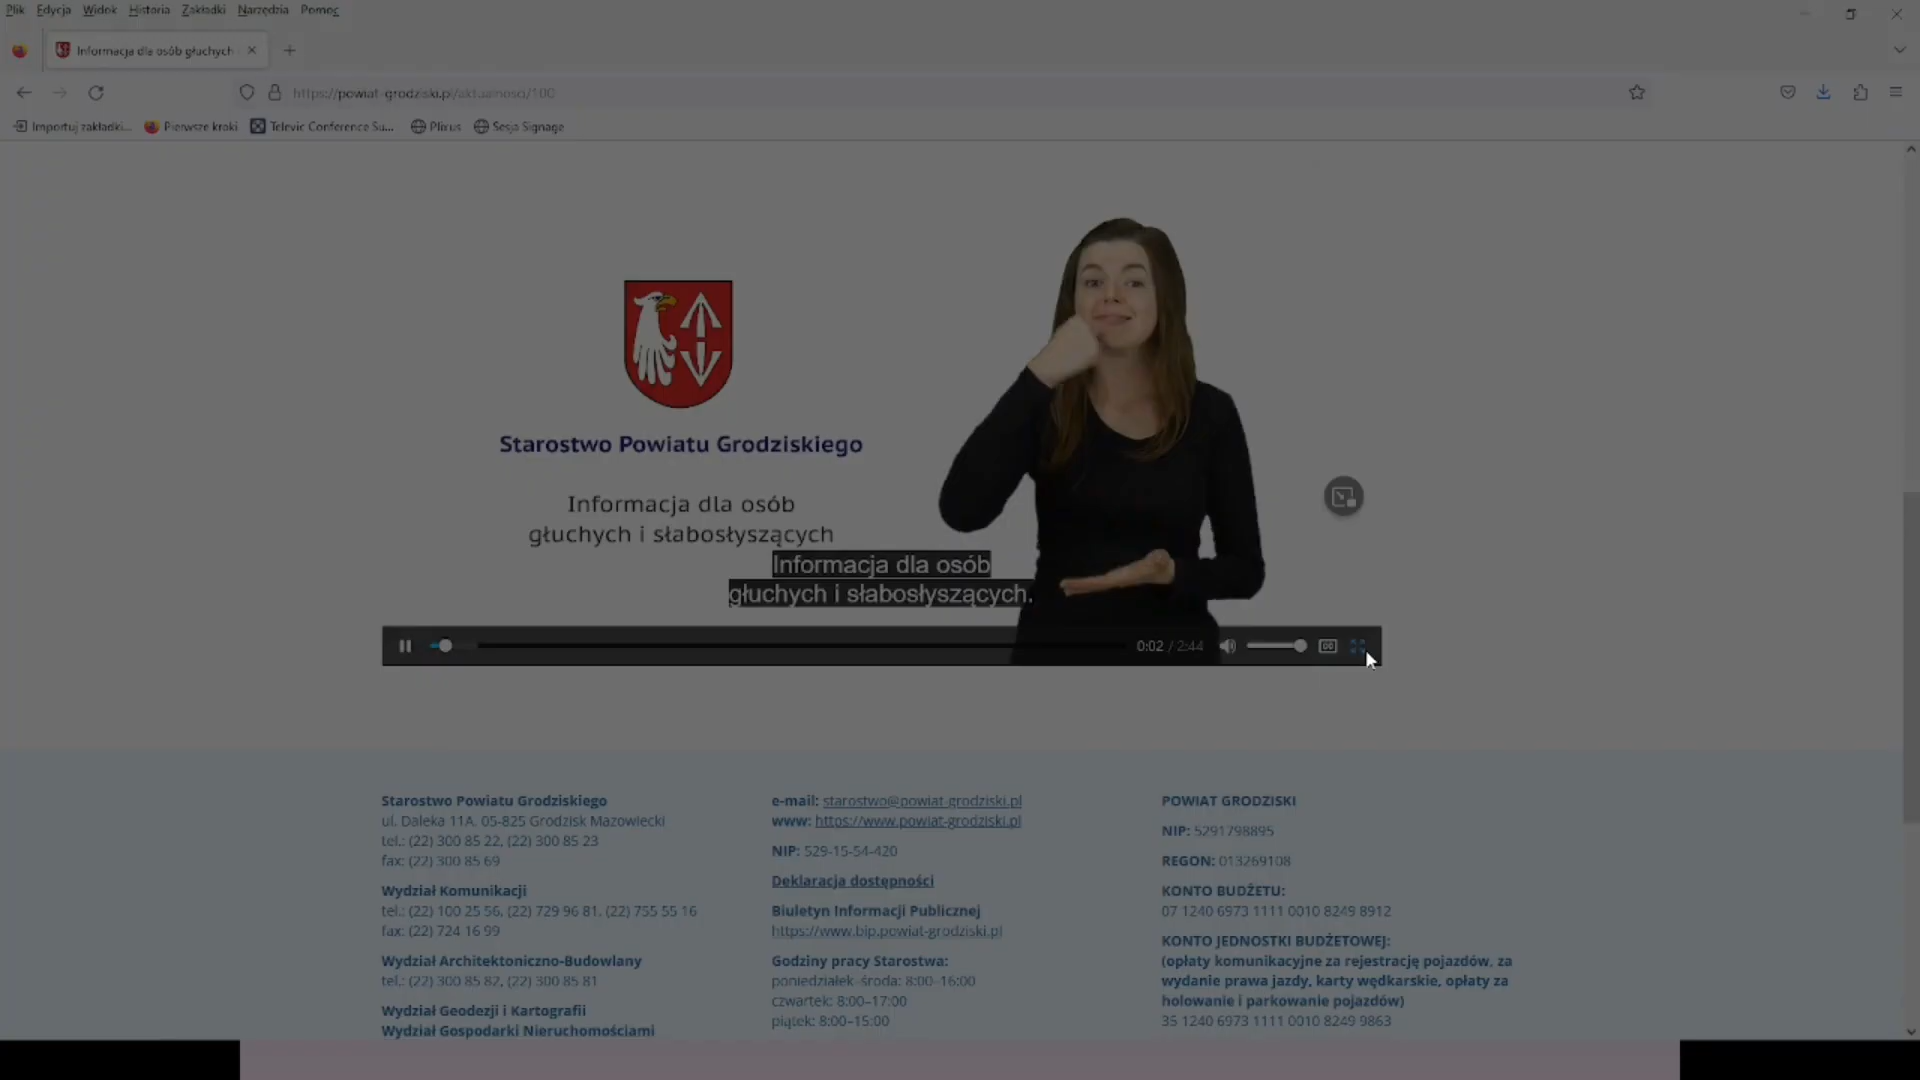 Plik Edycja Widok Historia Zakładki Narzędzia Pomoc
Informacja dla osób głuchych
https://powiat-grodziski.pl/aktualnosci/100
Importuj zakładki... Pierwsze kroki Televic Conference Su... Plixus Sesja Signage
Starostwo Powiatu Grodziskiego
Informacja dla osób
głuchych i słabosłyszących
Informacja dla osób
głuchych i słabosłyszących.
0:02 / 2:44
Starostwo Powiatu Grodziskiego
ul. Daleka 11A, 05-825 Grodzisk Mazowiecki
tel.: (22) 300 85 22, (22) 300 85 23
fax: (22) 300 85 69
Wydział Komunikacji
tel.: (22) 100 25 56, (22) 729 96 81, (22) 755 55 16
fax: (22) 724 16 99
Wydział Architektoniczno-Budowlany
tel.: (22) 300 85 82, (22) 300 85 81
Wydział Geodezji i Kartografii
Wydział Gospodarki Nieruchomościami
e-mail: starostwo@powiat-grodziski.pl
www: https://www.powiat-grodziski.pl
NIP: 529-15-54-420
Deklaracja dostępności
Biuletyn Informacji Publicznej
https://www.bip.powiat-grodziski.pl
Godziny pracy Starostwa:
poniedziałek–środa: 8:00–16:00
czwartek: 8:00–17:00
piątek: 8:00–15:00
POWIAT GRODZISKI
NIP: 5291798895
REGON: 013269108
KONTO BUDŻETU:
07 1240 6973 1111 0010 8249 8912
KONTO JEDNOSTKI BUDŻETOWEJ:
(opłaty komunikacyjne za rejestrację pojazdów, za
wydanie prawa jazdy, karty wędkarskie, opłaty za
holowanie i parkowanie pojazdów)
35 1240 6973 1111 0010 8249 9863